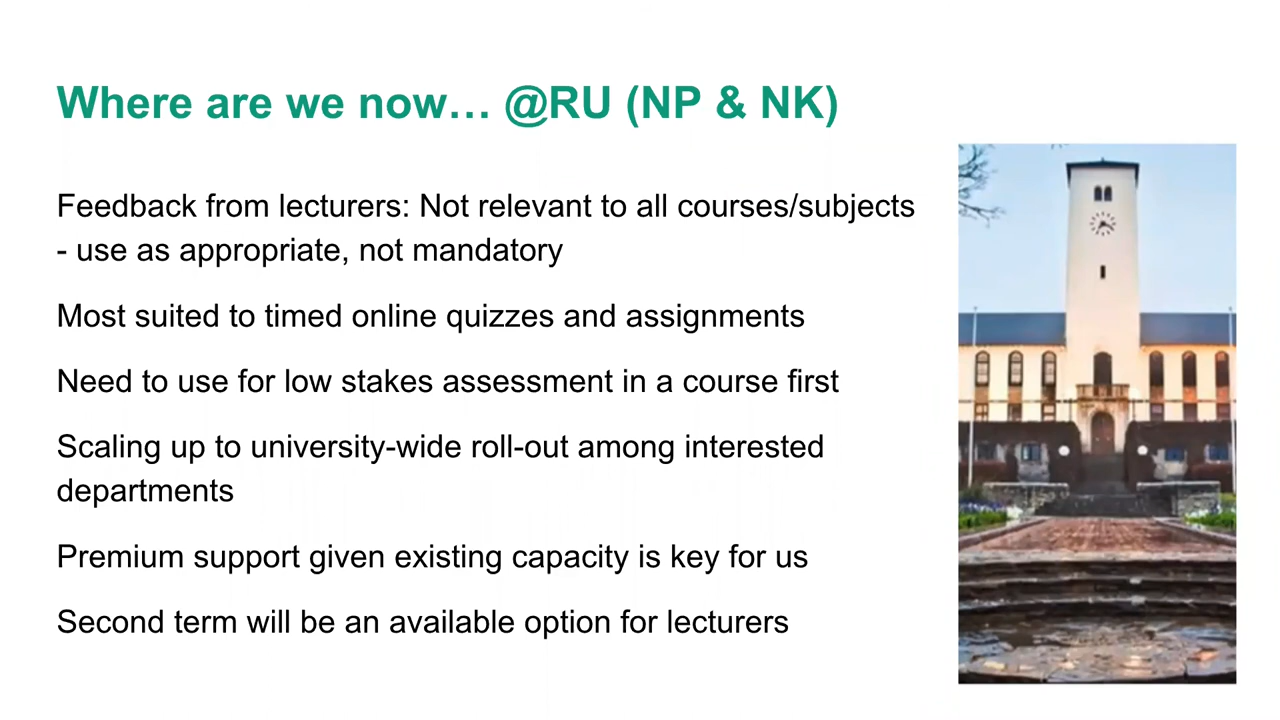 Where are we now… @RU (NP & NK)
Feedback from lecturers: Not relevant to all courses/subjects
- use as appropriate, not mandatory
Most suited to timed online quizzes and assignments
Need to use for low stakes assessment in a course first
Scaling up to university-wide roll-out among interested
departments
Premium support given existing capacity is key for us
Second term will be an available option for lecturers